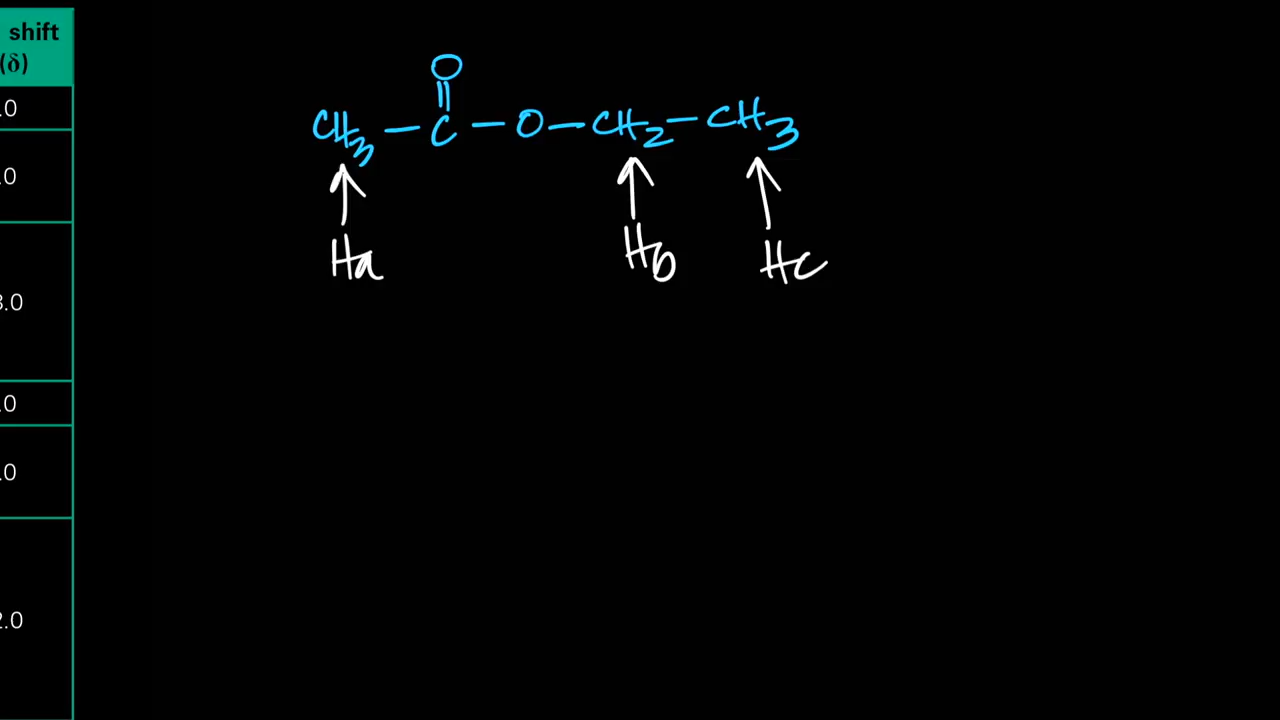 shift
(δ)
.0
.0
3.0
.0
.0
2.0
O
CH3 — C — O — CH2 — CH3
Ha Hb Hc